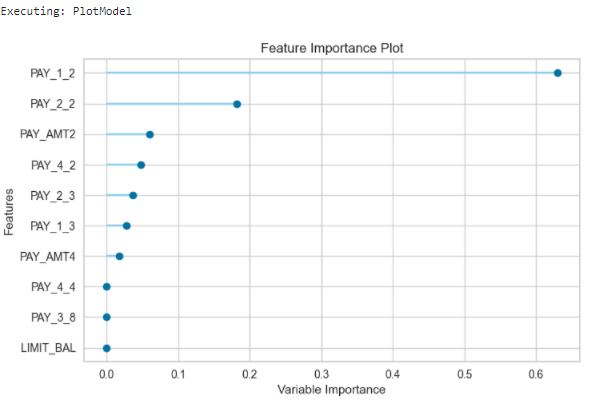 Executing: PlotModel
Feature Importance Plot
PAY_1_2
PAY_2_2
PAY_AMT2
PAY_4_2
PAY_2_3
PAY_1_3
PAY_AMT4
PAY_4_4
PAY_3_8
LIMIT_BAL
Features
0.0 0.1 0.2 0.3 0.4 0.5 0.6
Variable Importance